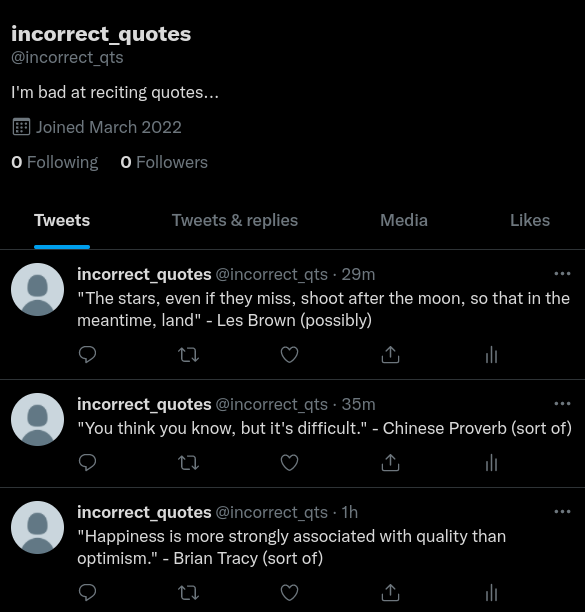 incorrect_quotes
@incorrect_qts
I'm bad at reciting quotes...
Joined March 2022
0 Following 0 Followers
Tweets Tweets & replies Media Likes
incorrect_quotes @incorrect_qts · 29m
"The stars, even if they miss, shoot after the moon, so that in the
meantime, land" - Les Brown (possibly)
incorrect_quotes @incorrect_qts · 35m
"You think you know, but it's difficult." - Chinese Proverb (sort of)
incorrect_quotes @incorrect_qts · 1h
"Happiness is more strongly associated with quality than
optimism." - Brian Tracy (sort of)